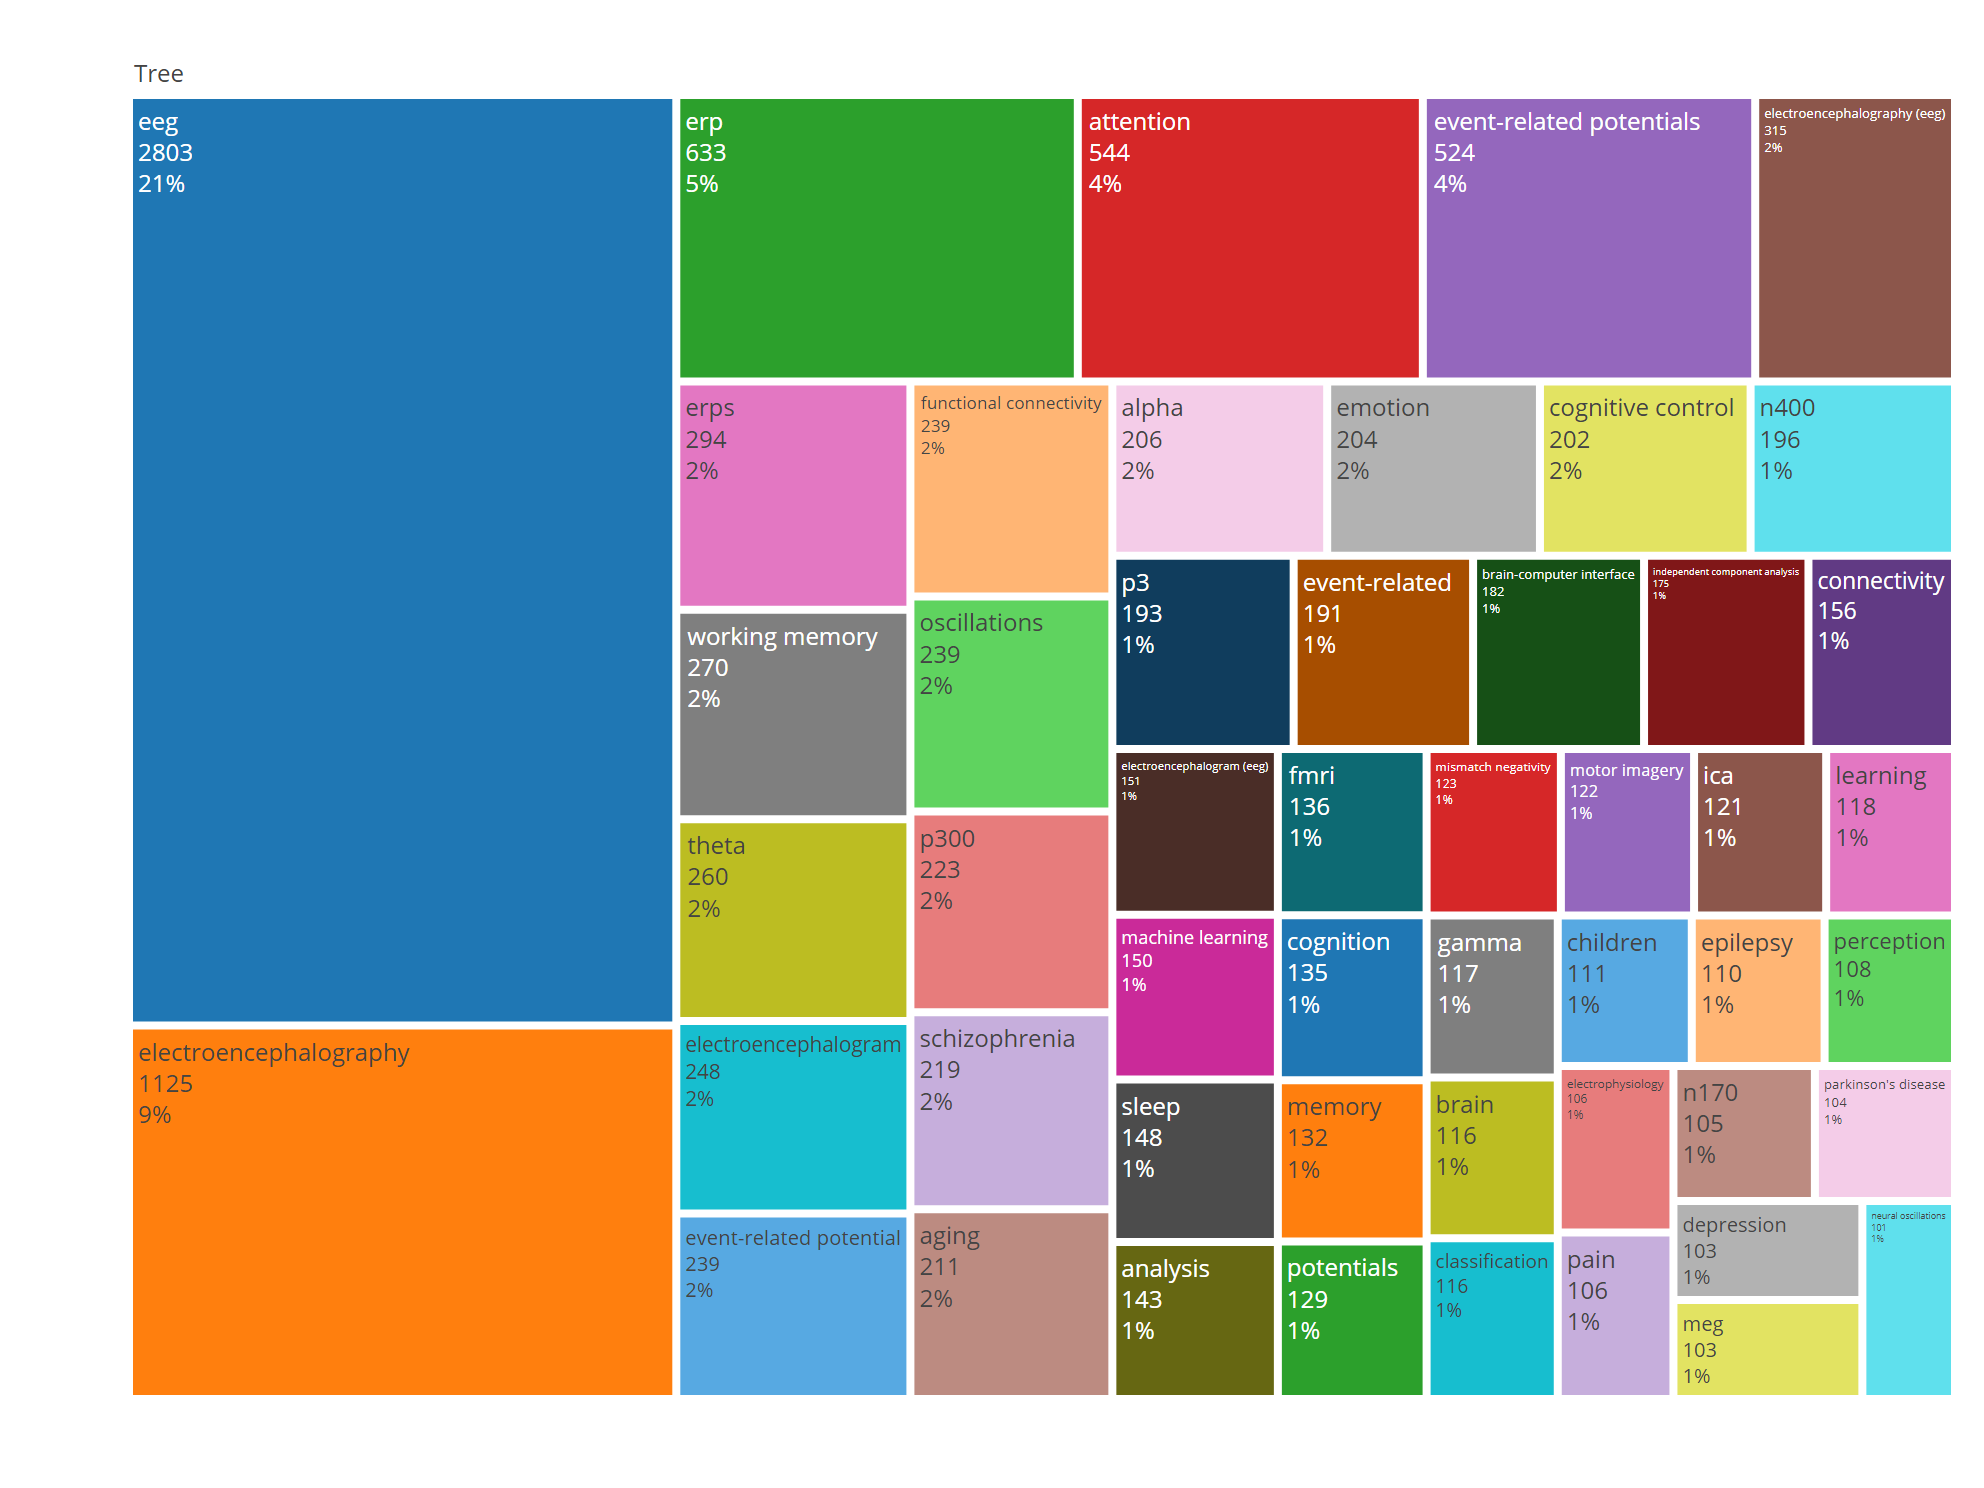 Tree
eeg
2803
21%
electroencephalography
1125
9%
erp
633
5%
attention
544
4%
event-related potentials
524
4%
electroencephalography (eeg)
315
2%
erps
294
2%
working memory
270
2%
theta
260
2%
electroencephalogram
248
2%
event-related potential
239
2%
functional connectivity
239
2%
oscillations
239
2%
p300
223
2%
schizophrenia
219
2%
aging
211
2%
alpha
206
2%
emotion
204
2%
cognitive control
202
2%
n400
196
1%
p3
193
1%
event-related
191
1%
brain-computer interface
182
1%
independent component analysis
175
1%
connectivity
156
1%
electroencephalogram (eeg)
151
1%
machine learning
150
1%
sleep
148
1%
analysis
143
1%
fmri
136
1%
cognition
135
1%
memory
132
1%
potentials
129
1%
mismatch negativity
123
1%
motor imagery
122
1%
ica
121
1%
learning
118
1%
gamma
117
1%
brain
116
1%
classification
116
1%
children
111
1%
epilepsy
110
1%
perception
108
1%
electrophysiology
106
1%
pain
106
1%
n170
105
1%
parkinson's disease
104
1%
depression
103
1%
meg
103
1%
neural oscillations
101
1%